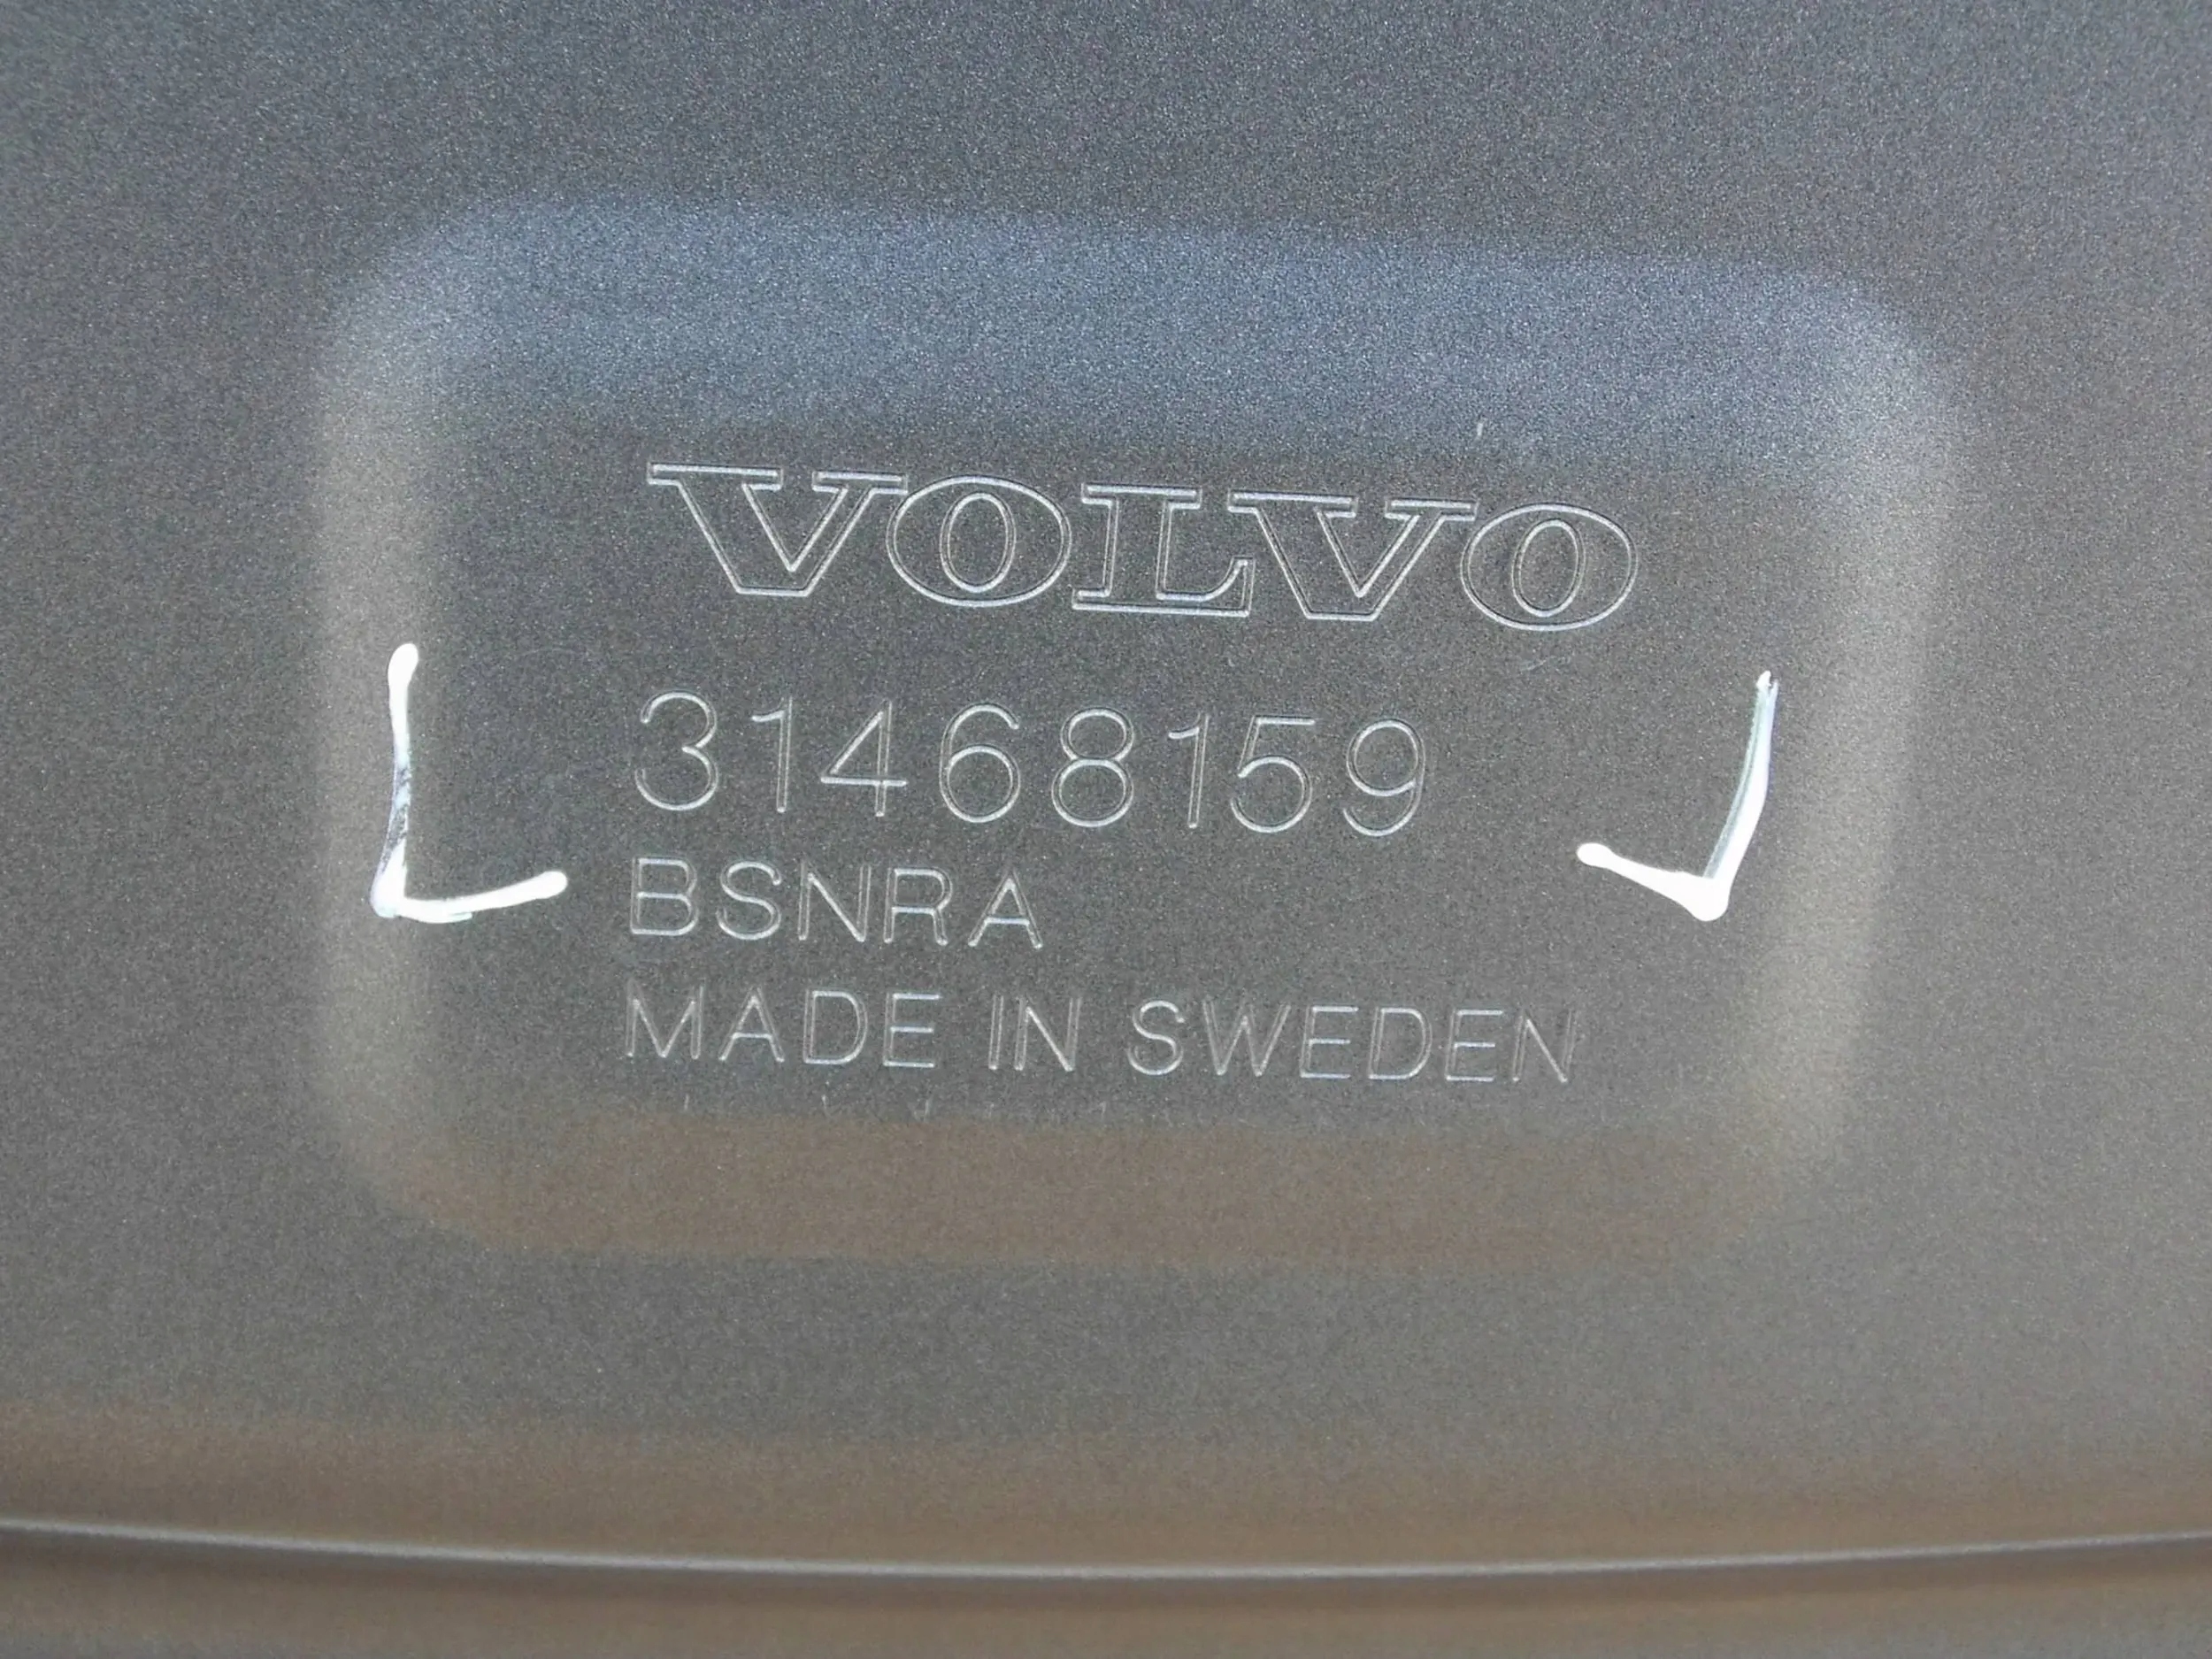 VOLVO
31468159
BSNRA
MADE IN SWEDEN